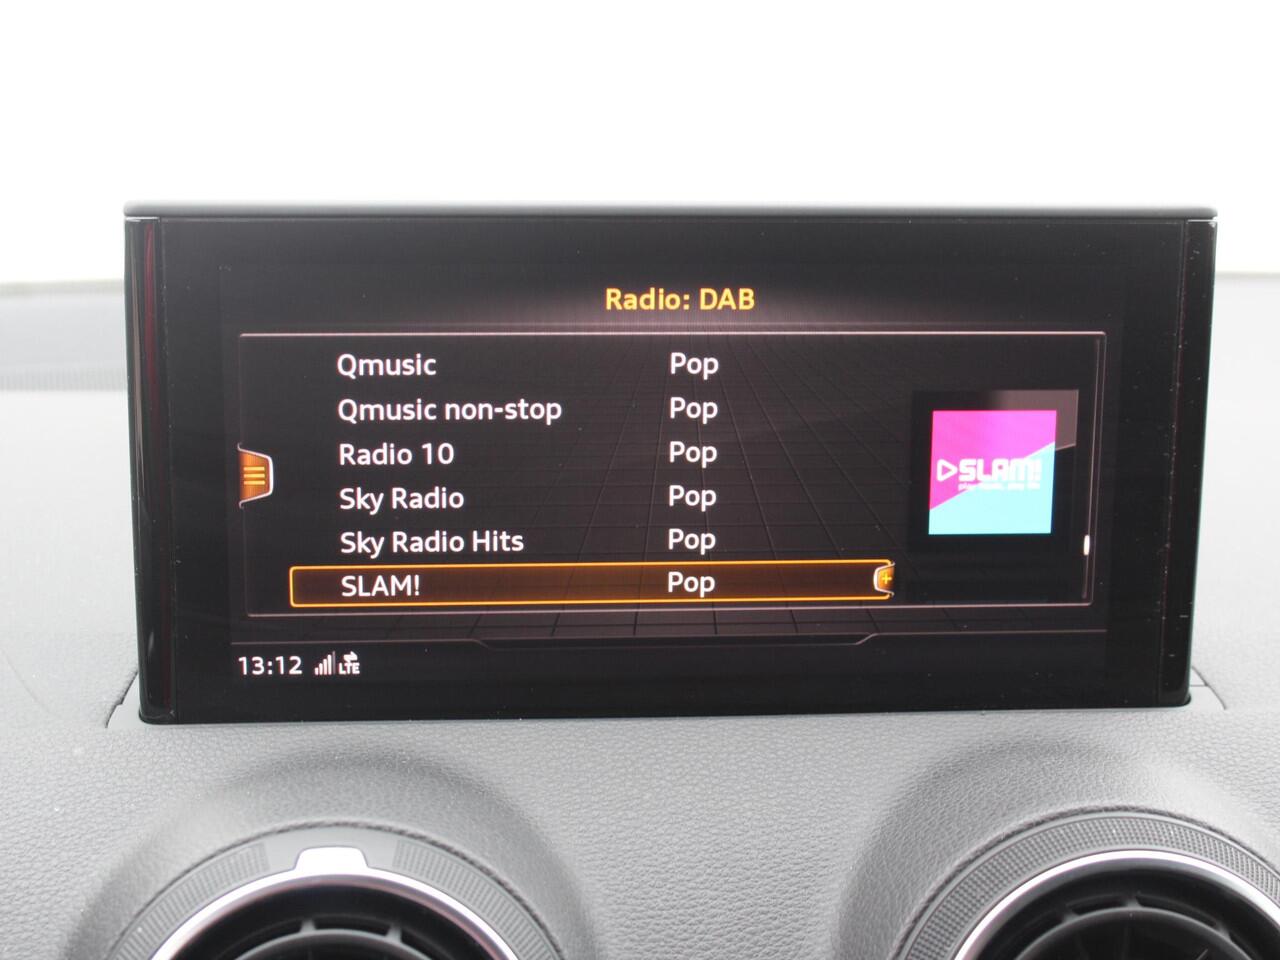 Radio: DAB
Qmusic Pop
Qmusic non-stop Pop
Radio 10 Pop
Sky Radio Pop
Sky Radio Hits Pop
SLAM! Pop
SLAM!
13:12 LTE